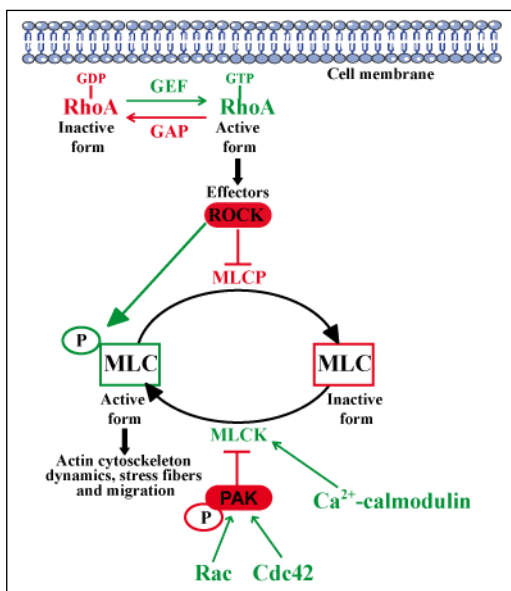 Cell membrane
GDP
RhoA
Inactive
form
GEF
GAP
GTP
RhoA
Active
form
Effectors
ROCK
MLCP
P
MLC
Active
form
MLC
Inactive
form
Actin cytosckeleton
dynamics, stress fibers
and migration
MLCK
PAK
P
Ca²⁺-calmodulin
Rac
Cdc42